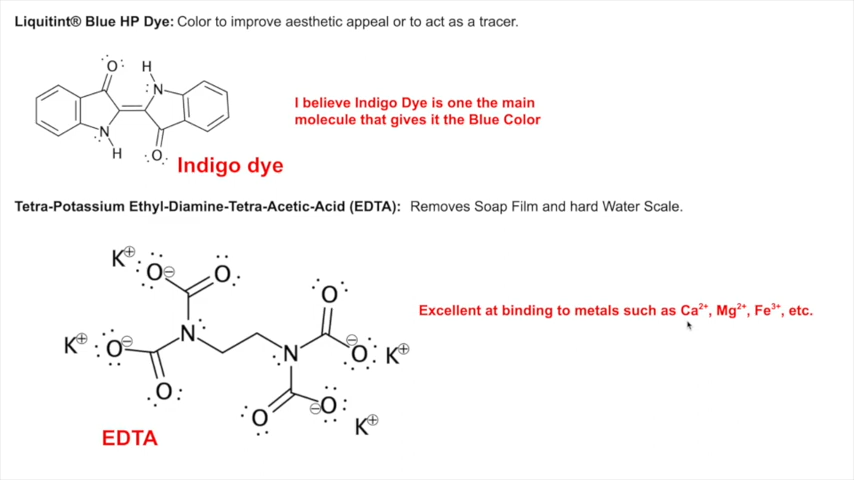 Liquitint® Blue HP Dye: Color to improve aesthetic appeal or to act as a tracer.
O
H
N
I believe Indigo Dye is one the main
molecule that gives it the Blue Color
N
H
O
Indigo dye
Tetra-Potassium Ethyl-Diamine-Tetra-Acetic-Acid (EDTA): Removes Soap Film and hard Water Scale.
K⊕
O⊖
O
O
Excellent at binding to metals such as Ca²⁺, Mg²⁺, Fe³⁺, etc.
N
K⊕
O⊖
N
⊖O
K⊕
O
O
⊖O
K⊕
EDTA